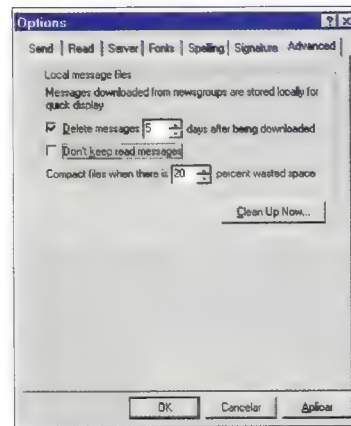 Options
Send Read Server Fonts Spelling Signature Advanced
Local message files
Messages downloaded from newsgroups are stored locally for
quick display
Delete messages 5 days after being downloaded
Don't keep read messages
Compact files when there is 20 percent wasted space
Clean Up Now...
OK Cancelar Aplicar